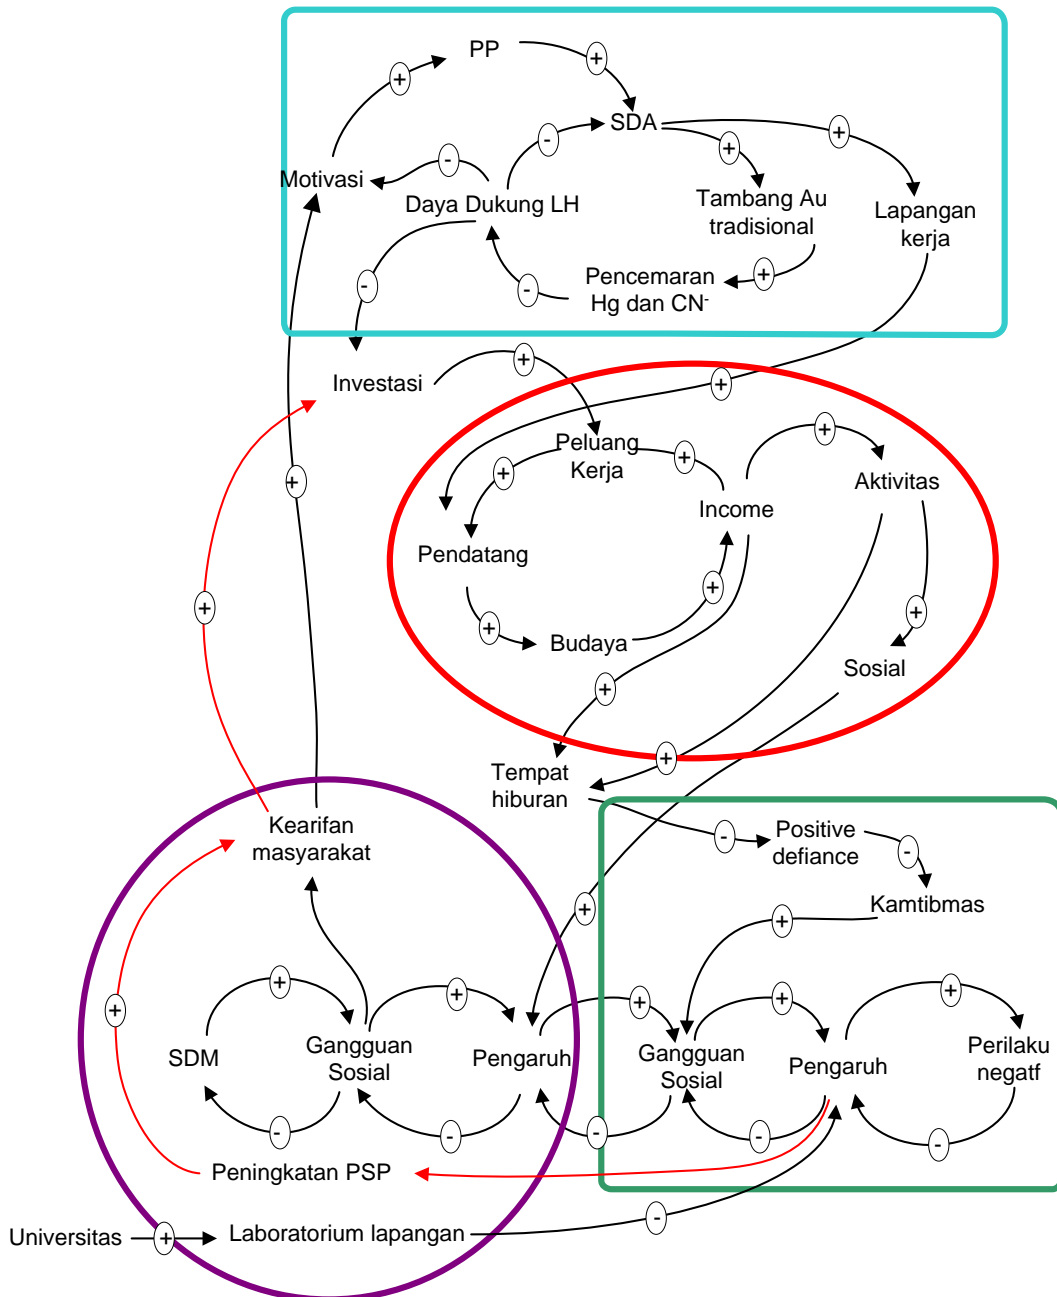 PP
+
+
SDA
+
-
+
-
Motivasi
Daya Dukung LH
Tambang Au
tradisional
Lapangan
kerja
Pencemaran
Hg dan CN-
+
-
-
Investasi
+
+
Peluang
Kerja
+
+
+
Aktivitas
Income
+
Pendatang
+
+
+
+
Budaya
Sosial
+
+
Tempat
hiburan
Kearifan
masyarakat
-
Positive
defiance
-
Kamtibmas
+
+
+
+
+
+
+
+
SDM
Gangguan
Sosial
Pengaruh
Gangguan
Sosial
Pengaruh
Perilaku
negatf
-
-
-
-
-
Peningkatan PSP
Universitas
+
Laboratorium lapangan
-